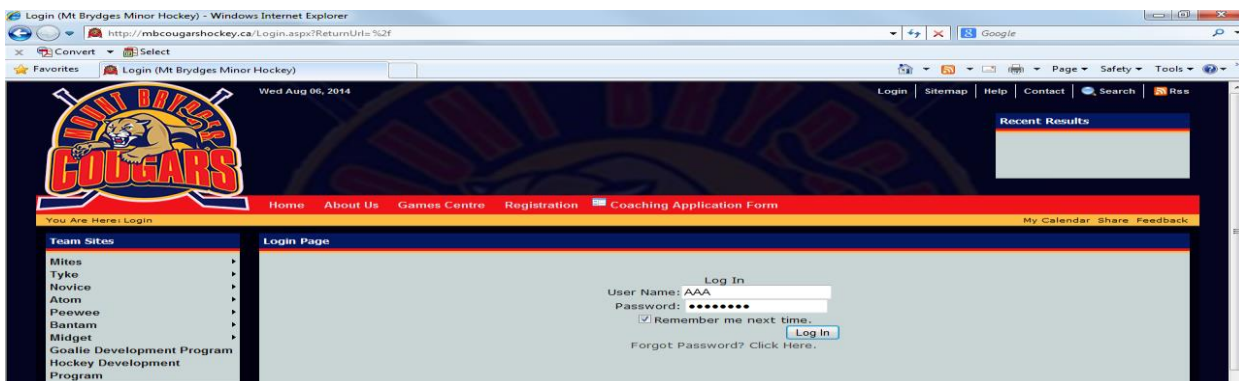 Login (Mt Brydges Minor Hockey) - Windows Internet Explorer
http://mbcougarshockey.ca/Login.aspx?ReturnUrl=%2f
Google
Convert Select
Favorites Login (Mt Brydges Minor Hockey) Page Safety Tools
MOUNT BRYDGES COUGARS
Wed Aug 06, 2014
Login Sitemap Help Contact Search Rss
Recent Results
Home About Us Games Centre Registration Coaching Application Form
You Are Here: Login My Calendar Share Feedback
Team Sites
Mites
Tyke
Novice
Atom
Peewee
Bantam
Midget
Goalie Development Program
Hockey Development
Program
Login Page
Log In
User Name: AAA
Password: ••••••••
Remember me next time.
Log In
Forgot Password? Click Here.